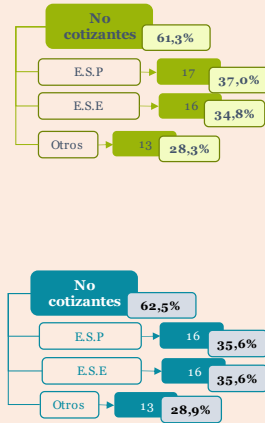 No
cotizantes
61,3%
E.S.P
17
37,0%
E.S.E
16
34,8%
Otros
13
28,3%
No
cotizantes
62,5%
E.S.P
16
35,6%
E.S.E
16
35,6%
Otros
13
28,9%